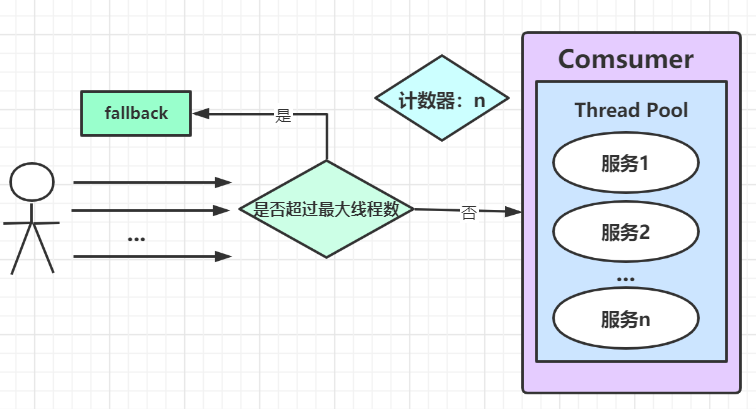 Comsumer
计数器：n
Thread Pool
fallback
是
服务1
是否超过最大线程数
否
服务2
...
...
服务n